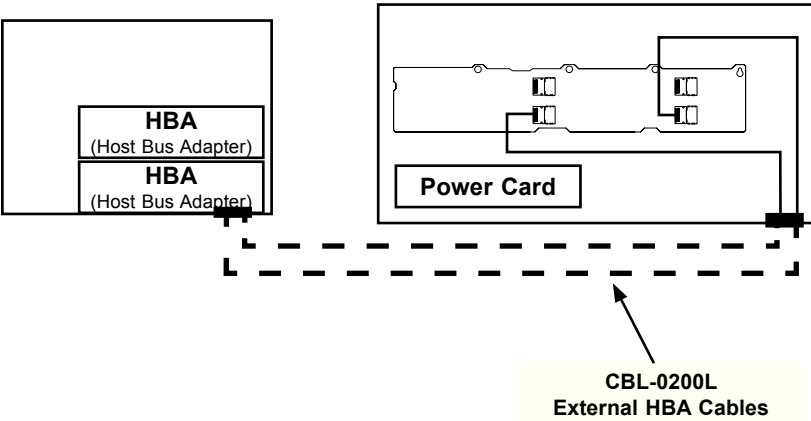 HBA
(Host Bus Adapter)
HBA
(Host Bus Adapter)
Power Card
CBL-0200L
External HBA Cables